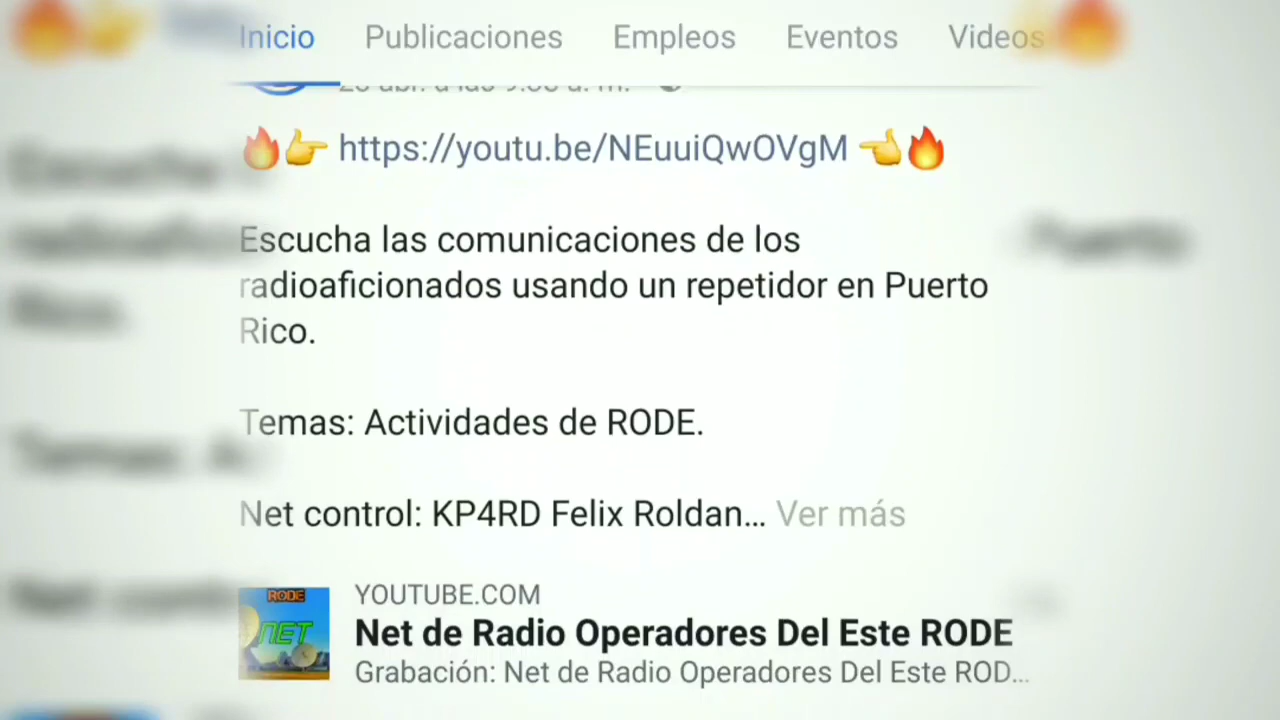 Inicio Publicaciones Empleos Eventos Videos
🔥👉 https://youtu.be/NEuuiQwOVgM 👈🔥
Escucha las comunicaciones de los
radioaficionados usando un repetidor en Puerto
Rico.
Temas: Actividades de RODE.
Net control: KP4RD Felix Roldan... Ver más
RODE
NET
YOUTUBE.COM
Net de Radio Operadores Del Este RODE
Grabación: Net de Radio Operadores Del Este ROD...